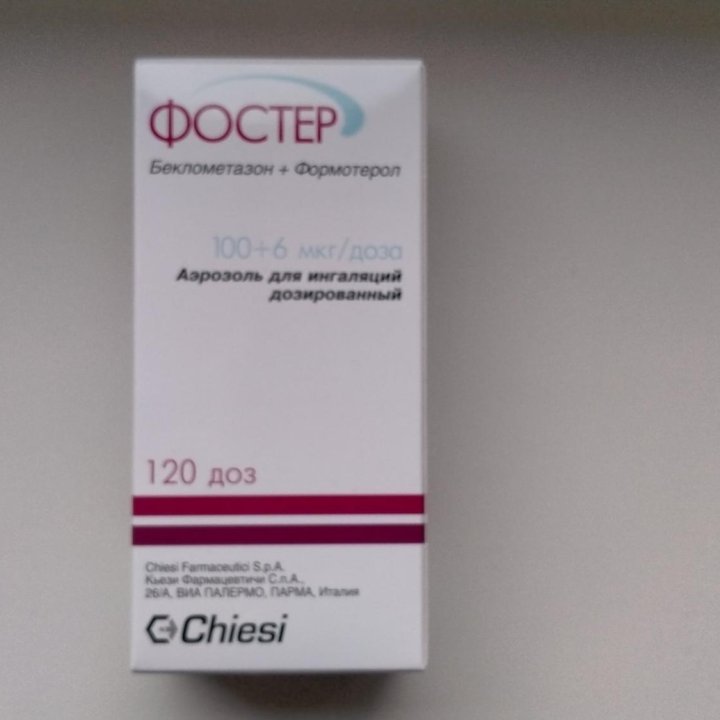 ФОСТЕР
Беклометазон + Формотерол
100+6 мкг/доза
Аэрозоль для ингаляций
дозированный
120 доз
Chiesi Farmaceutici S.p.A.
Кьези Фармацевтичи С.п.А.,
26/А, ВИА ПАЛЕРМО, ПАРМА, Италия
Chiesi